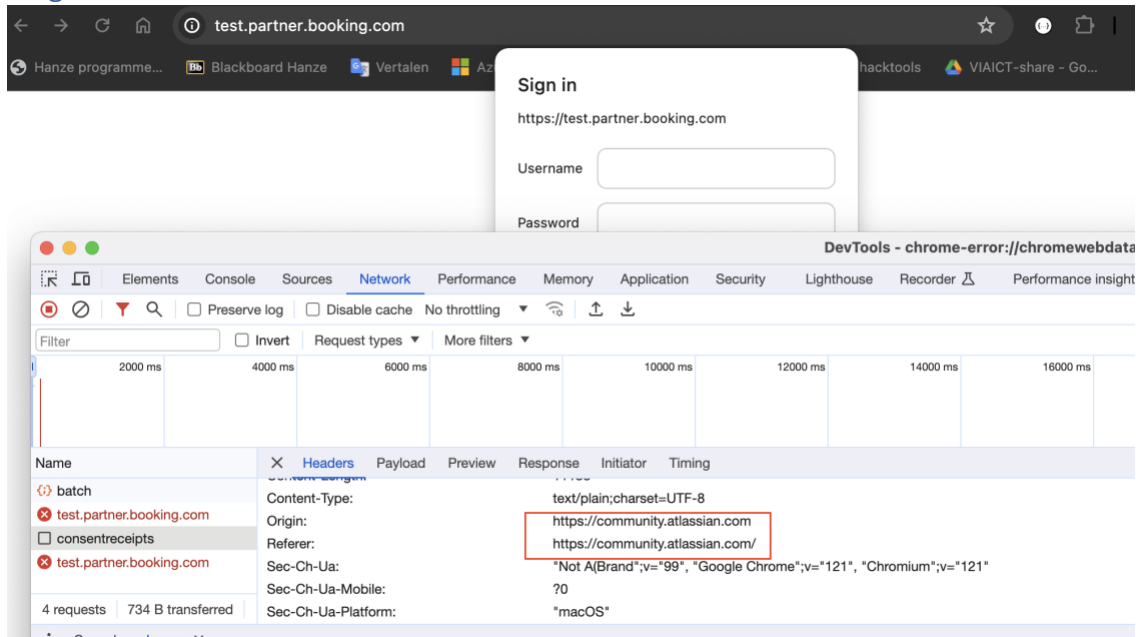 test.partner.booking.com
Hanze programme... Bb Blackboard Hanze Vertalen Az hacktools VIAICT-share - Go...
Sign in
https://test.partner.booking.com
Username
Password
DevTools - chrome-error://chromewebdata
Elements Console Sources Network Performance Memory Application Security Lighthouse Recorder Performance insight
Preserve log Disable cache No throttling
Filter Invert Request types More filters
2000 ms 4000 ms 6000 ms 8000 ms 10000 ms 12000 ms 14000 ms 16000 ms
Name Headers Payload Preview Response Initiator Timing
batch
test.partner.booking.com
consentreceipts
test.partner.booking.com
4 requests 734 B transferred
Content-Type: text/plain;charset=UTF-8
Origin: https://community.atlassian.com
Referer: https://community.atlassian.com/
Sec-Ch-Ua: "Not A(Brand";v="99", "Google Chrome";v="121", "Chromium";v="121"
Sec-Ch-Ua-Mobile: ?0
Sec-Ch-Ua-Platform: "macOS"